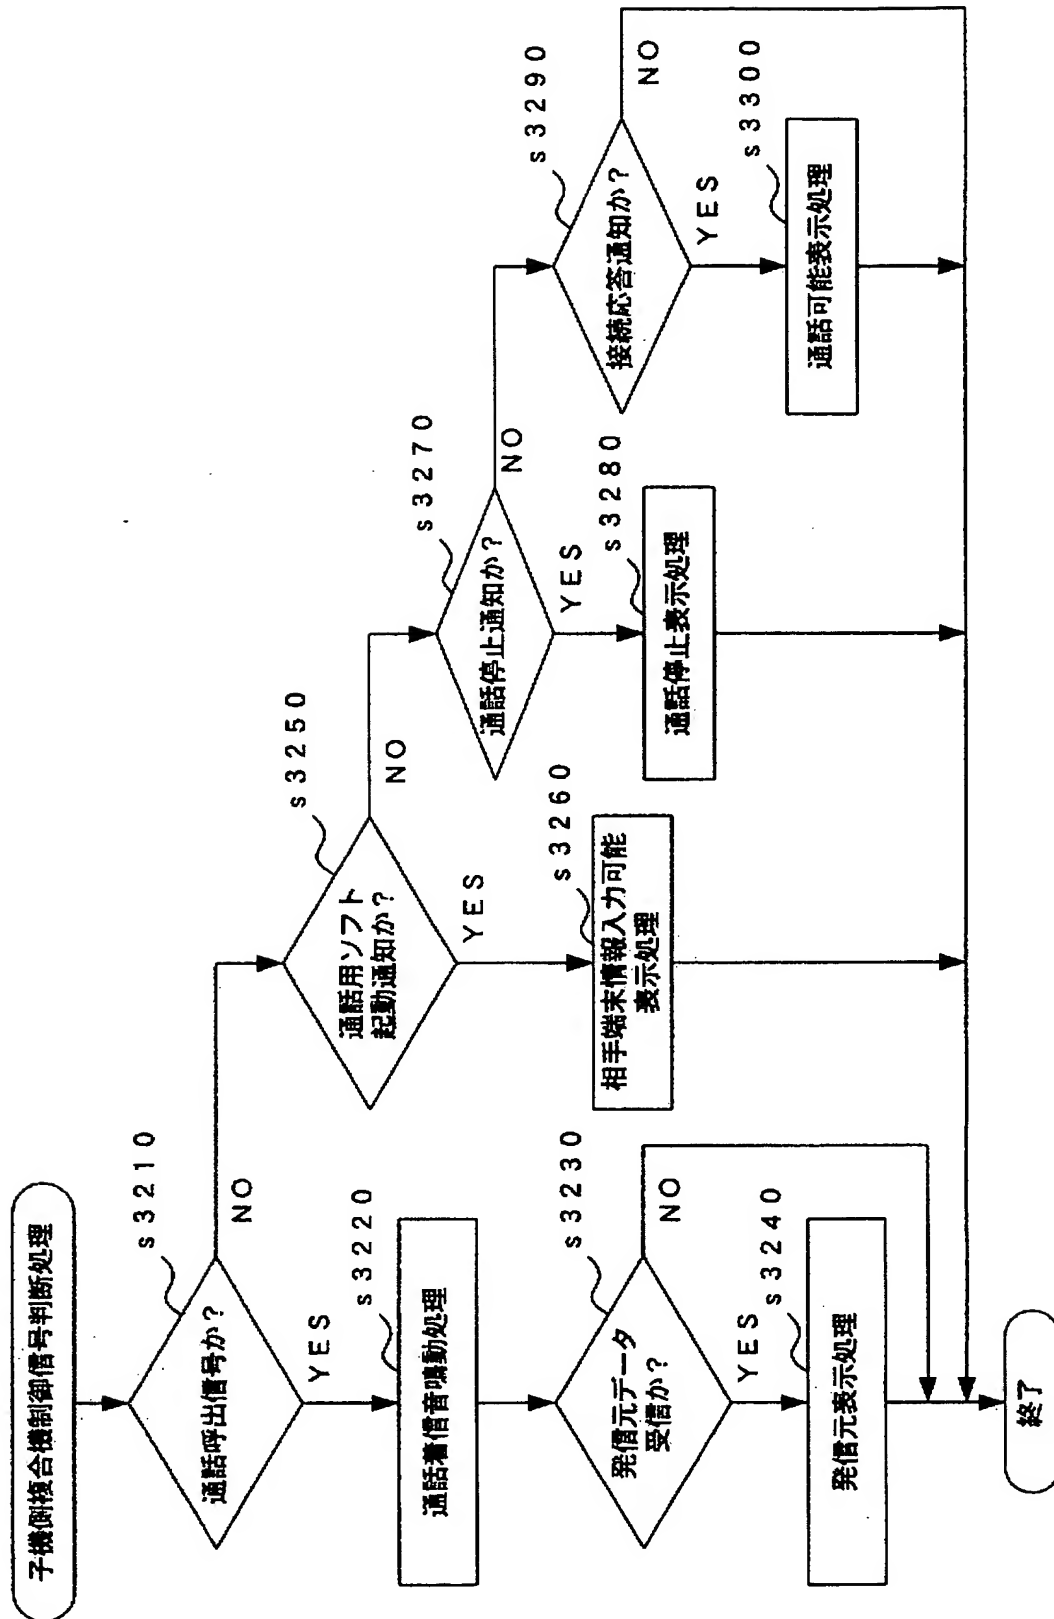 子機側複合機制御信号判断処理
s3210
通話呼出信号か？
NO
YES
s3220
通話着信音鳴動処理
s3230
発信元データ
受信か？
NO
YES
s3240
発信元表示処理
終了
s3250
通話用ソフト
起動通知か？
NO
YES
s3260
相手端末情報入力可能
表示処理
s3270
通話停止通知か？
NO
YES
s3280
通話停止表示処理
s3290
接続応答通知か？
NO
YES
s3300
通話可能表示処理